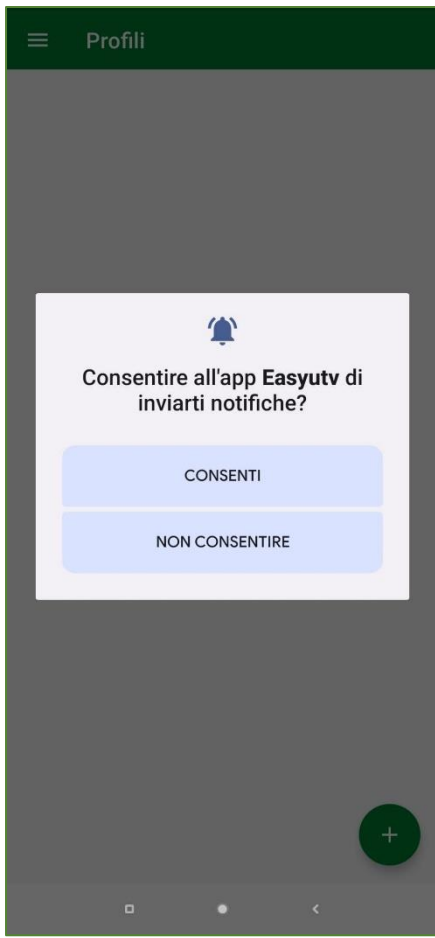 Profili
Consentire all'app Easyutv di
inviarti notifiche?
CONSENTI
NON CONSENTIRE